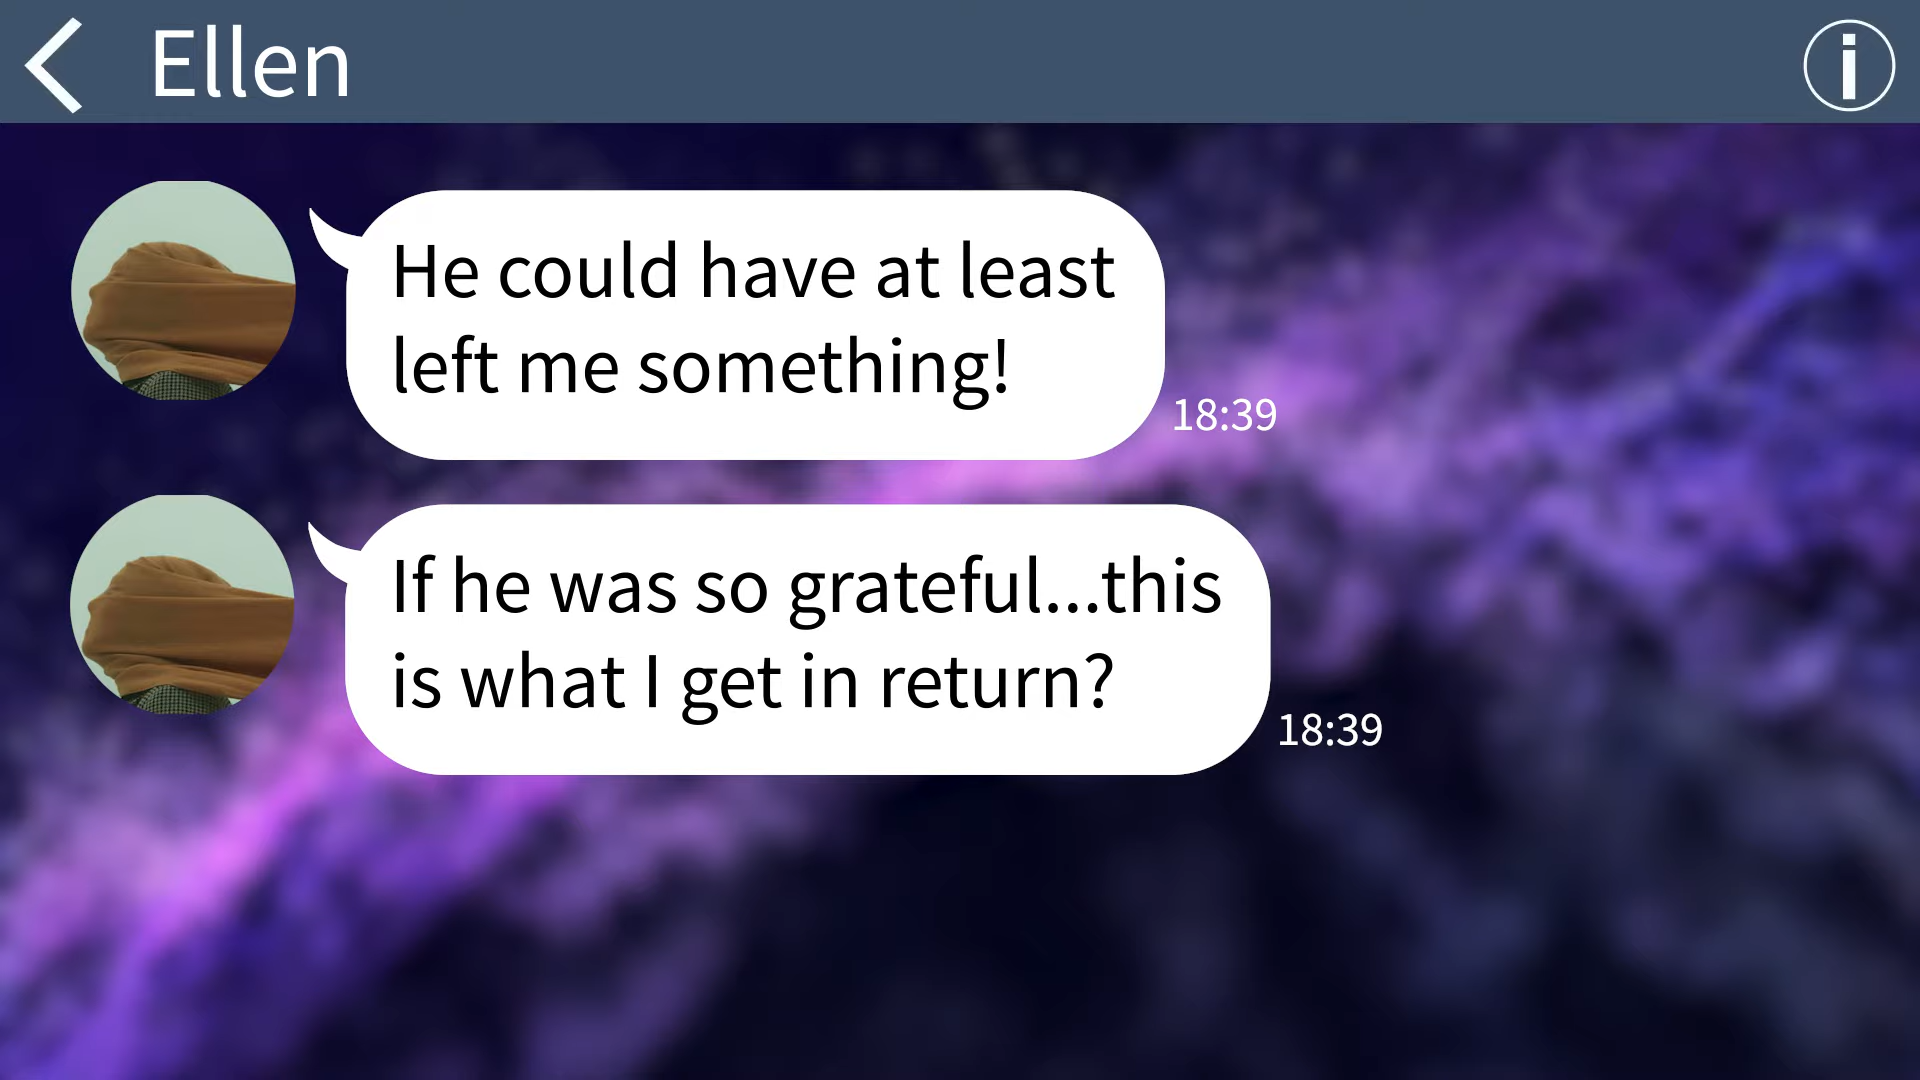 Ellen
He could have at least
left me something!
18:39
If he was so grateful...this
is what I get in return?
18:39